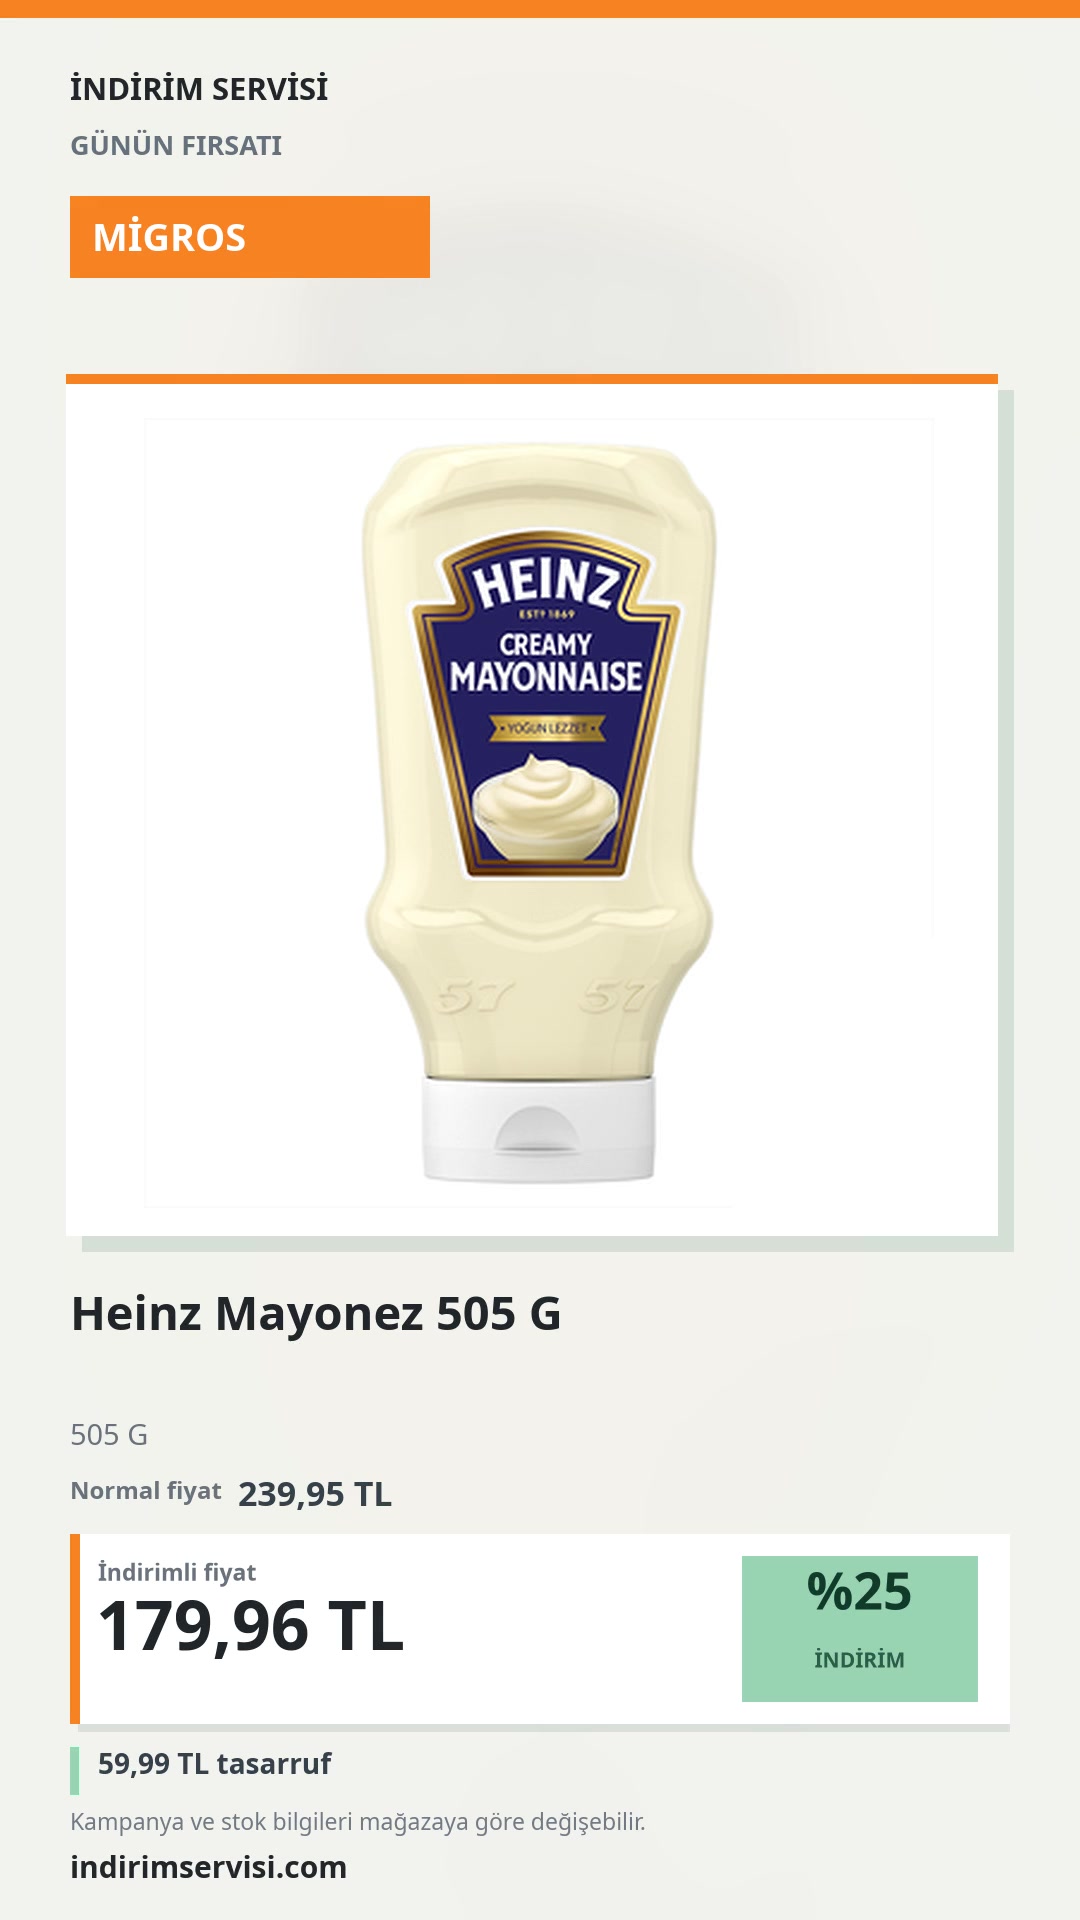 İNDİRİM SERVİSİ
GÜNÜN FIRSATI
MİGROS
HEINZ
ESTD 1869
CREAMY
MAYONNAISE
• YOĞUN LEZZET •
57 57
Heinz Mayonez 505 G
505 G
Normal fiyat 239,95 TL
İndirimli fiyat
179,96 TL
%25
İNDİRİM
59,99 TL tasarruf
Kampanya ve stok bilgileri mağazaya göre değişebilir.
indirimservisi.com